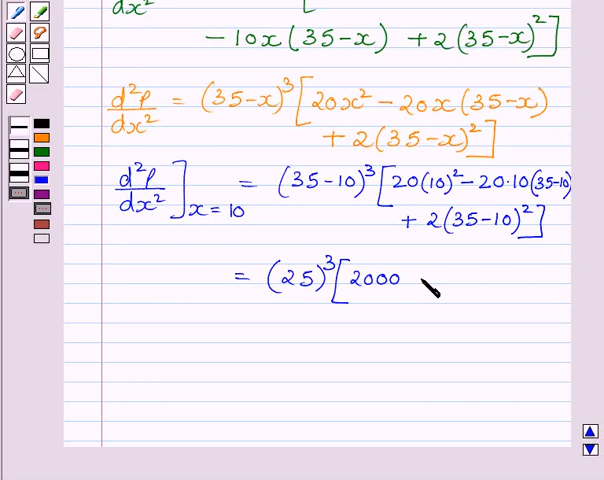 dx² [
- 10x(35-x) + 2(35-x)²]
d²P/dx² = (35-x)³ [20x² - 20x(35-x)
+ 2(35-x)²]
d²P/dx²]ₓ₌₁₀ = (35-10)³ [20(10)² - 20·10(35-10)
+ 2(35-10)²]
= (25)³ [2000